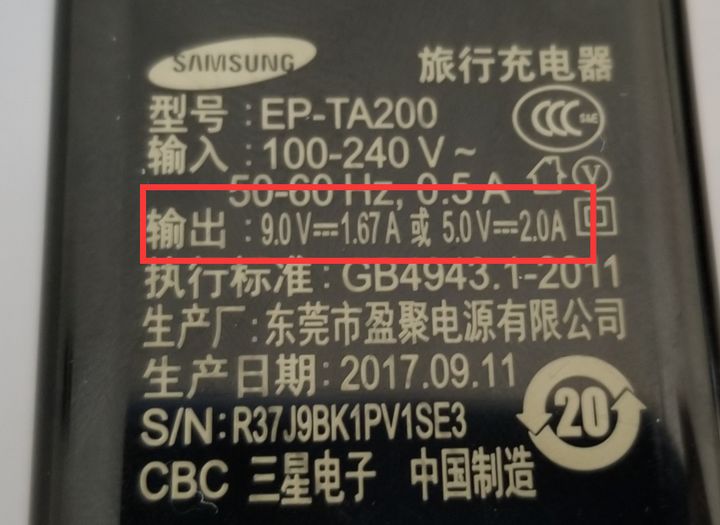 SAMSUNG 旅行充电器
型号：EP-TA200
输入：100-240 V ~
50-60 Hz, 0.5 A
输出：9.0 V⎓1.67 A 或 5.0 V⎓2.0A
执行标准：GB4943.1-2011
生产厂：东莞市盈聚电源有限公司
生产日期：2017.09.11
S/N：R37J9BK1PV1SE3
CBC 三星电子 中国制造
CCC S&E
V
20